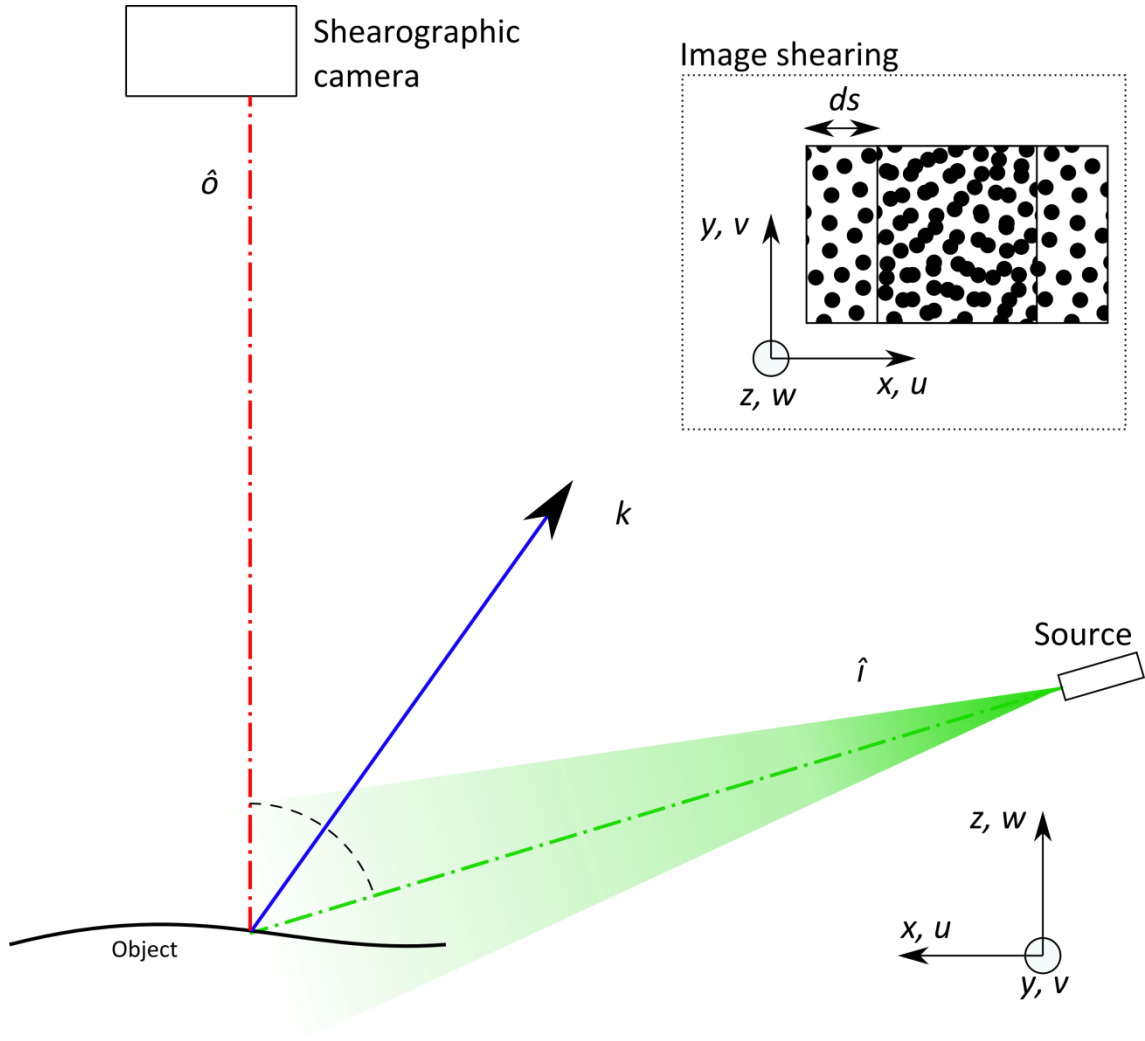 Shearographic
camera
Image shearing
ds
ô
y, v
x, u
z, w
k
Source
î
z, w
Object
x, u
y, v